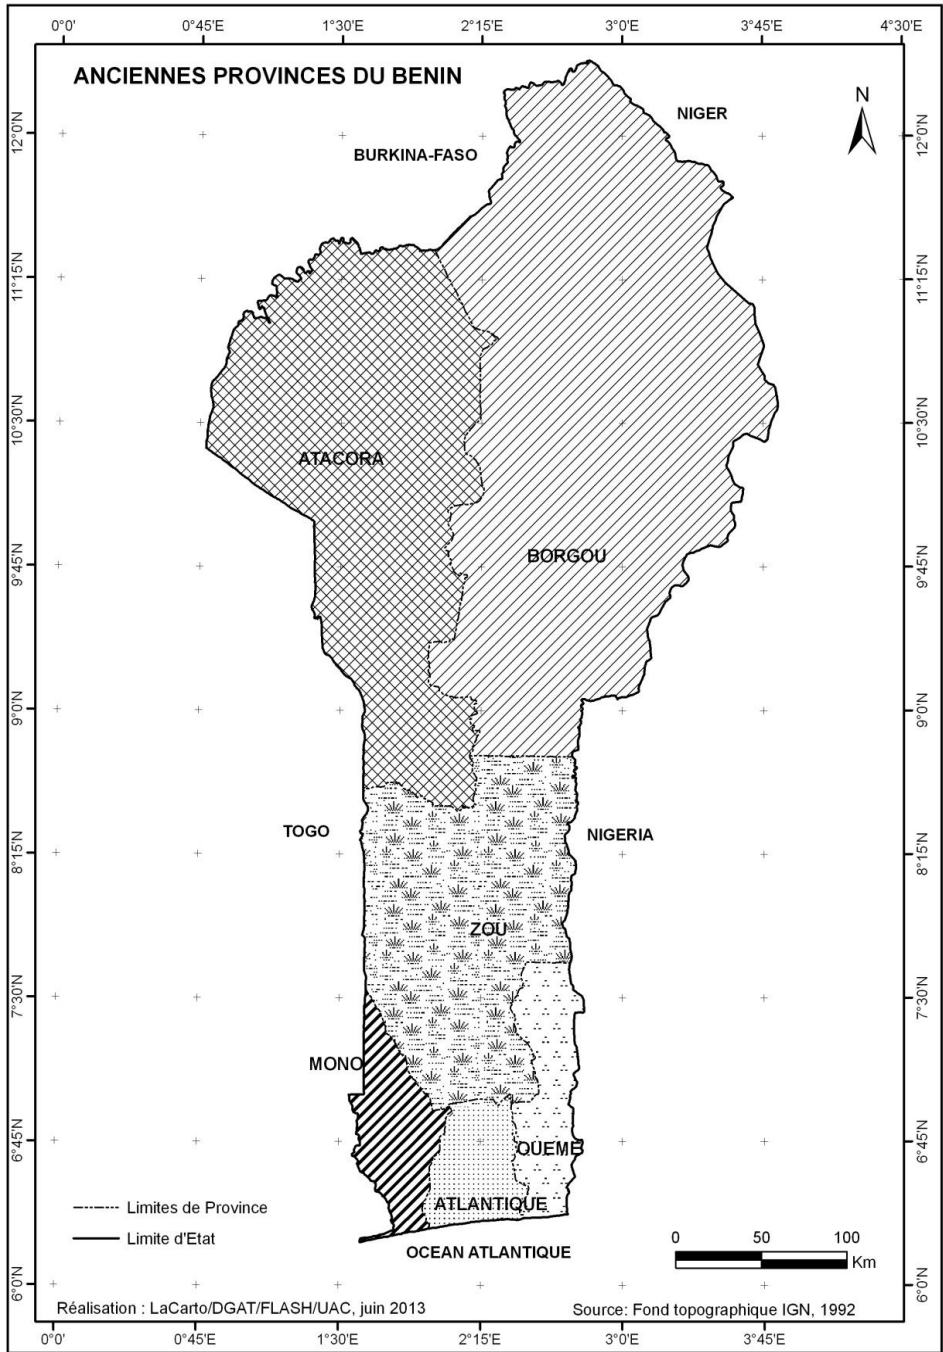 0°0' 0°45'E 1°30'E 2°15'E 3°0'E 3°45'E 4°30'E
ANCIENNES PROVINCES DU BENIN
NIGER
N
BURKINA-FASO
12°0'N 12°0'N
11°15'N 11°15'N
10°30'N 10°30'N
ATACORA
BORGOU
9°45'N 9°45'N
9°0'N 9°0'N
TOGO
NIGERIA
8°15'N 8°15'N
ZOU
7°30'N 7°30'N
MONO
6°45'N 6°45'N
OUEME
ATLANTIQUE
Limites de Province
Limite d'Etat
OCEAN ATLANTIQUE
0 50 100
Km
6°0'N 6°0'N
Réalisation : LaCarto/DGAT/FLASH/UAC, juin 2013
Source: Fond topographique IGN, 1992
0°0' 0°45'E 1°30'E 2°15'E 3°0'E 3°45'E